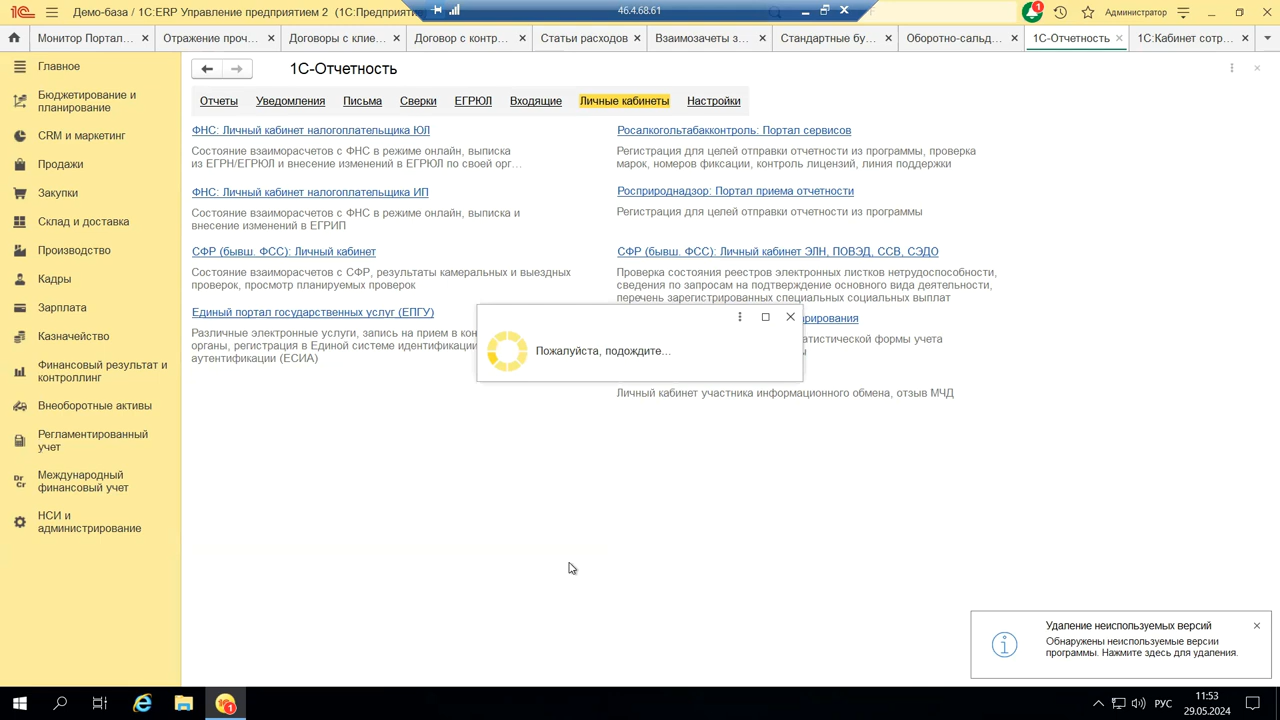 Демо-база / 1С:ERP Управление предприятием 2 (1С:Предприяти
46.4.68.61
1
Администратор
Монитор Портал...
Отражение проч...
Договоры с клие...
Договор с контр...
Статьи расходов
Взаимозачеты з...
Стандартные бу...
Оборотно-сальд...
1С-Отчетность
1С:Кабинет сотр...
Главное
Бюджетирование и
планирование
CRM и маркетинг
Продажи
Закупки
Склад и доставка
Производство
Кадры
Зарплата
Казначейство
Финансовый результат и
контроллинг
Внеоборотные активы
Регламентированный
учет
Dr
Cr
Международный
финансовый учет
НСИ и
администрирование
1С-Отчетность
Отчеты
Уведомления
Письма
Сверки
ЕГРЮЛ
Входящие
Личные кабинеты
Настройки
ФНС: Личный кабинет налогоплательщика ЮЛ
Состояние взаиморасчетов с ФНС в режиме онлайн, выписка
из ЕГРН/ЕГРЮЛ и внесение изменений в ЕГРЮЛ по своей орг...
ФНС: Личный кабинет налогоплательщика ИП
Состояние взаиморасчетов с ФНС в режиме онлайн, выписка и
внесение изменений в ЕГРИП
СФР (бывш. ФСС): Личный кабинет
Состояние взаиморасчетов с СФР, результаты камеральных и выездных
проверок, просмотр планируемых проверок
Единый портал государственных услуг (ЕПГУ)
Различные электронные услуги, запись на прием в кон
органы, регистрация в Единой системе идентификации
аутентификации (ЕСИА)
Росалкогольтабакконтроль: Портал сервисов
Регистрация для целей отправки отчетности из программы, проверка
марок, номеров фиксации, контроль лицензий, линия поддержки
Росприроднадзор: Портал приема отчетности
Регистрация для целей отправки отчетности из программы
СФР (бывш. ФСС): Личный кабинет ЭЛН, ПОВЭД, ССВ, СЭДО
Проверка состояния реестров электронных листков нетрудоспособности,
сведения по запросам на подтверждение основного вида деятельности,
перечень зарегистрированных специальных социальных выплат
арирования
атистической формы учета
ы
Личный кабинет участника информационного обмена, отзыв МЧД
Пожалуйста, подождите...
Удаление неиспользуемых версий
Обнаружены неиспользуемые версии
программы. Нажмите здесь для удаления.
1
РУС
11:53
29.05.2024